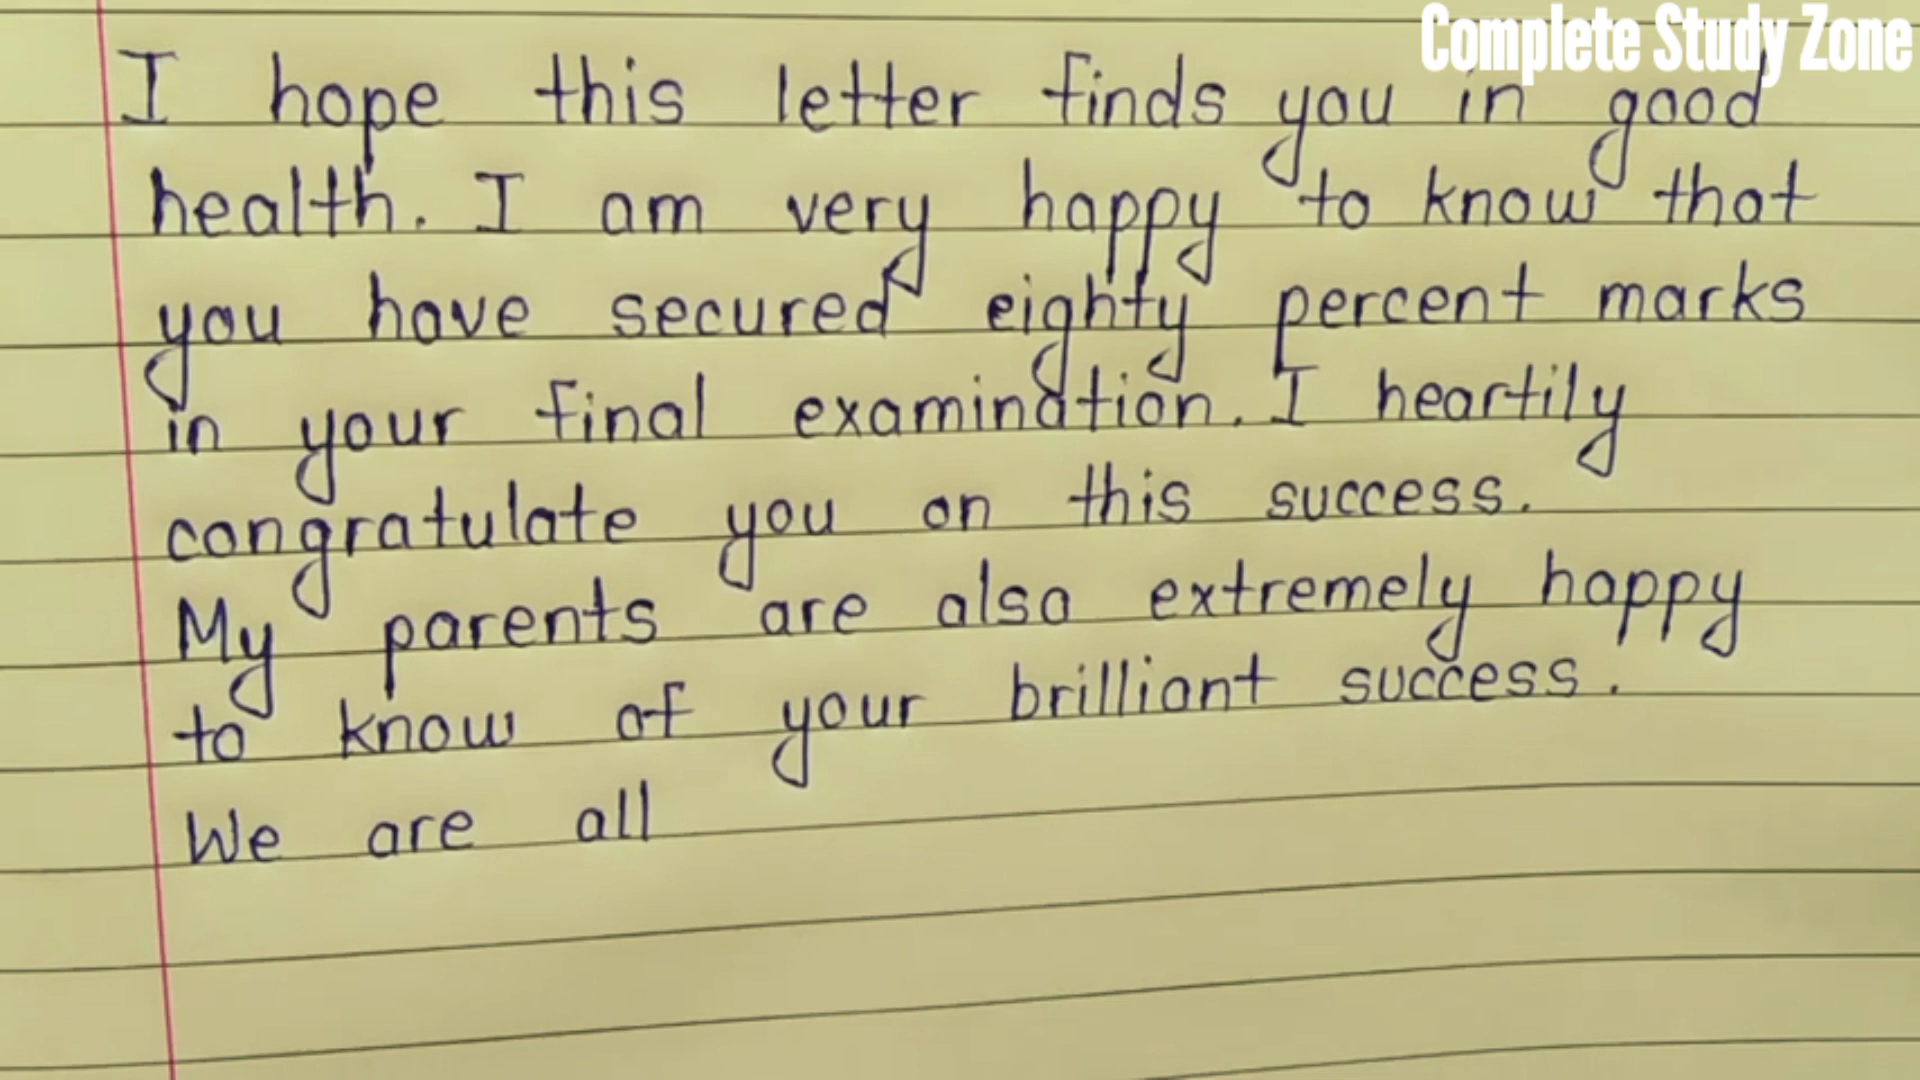 Complete Study Zone
I hope this letter finds you in good
health. I am very happy to know that
you have secured eighty percent marks
in your final examination. I heartily
congratulate you on this success.
My parents are also extremely happy
to know of your brilliant success.
We are all